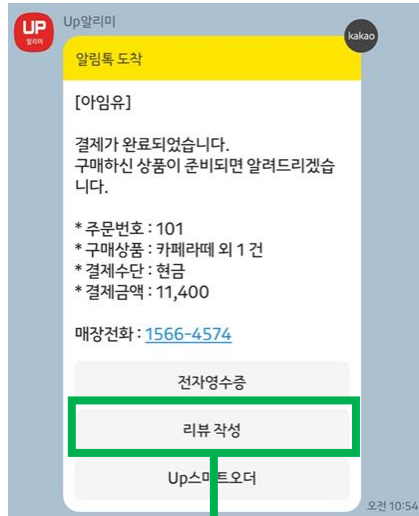 UP
알리미
Up알리미
kakao
알림톡 도착
[아임유]
결제가 완료되었습니다.
구매하신 상품이 준비되면 알려드리겠습
니다.
* 주문번호 : 101
* 구매상품 : 카페라떼 외 1 건
* 결제수단 : 현금
* 결제금액 : 11,400
매장전화 : 1566-4574
전자영수증
리뷰 작성
Up스마트오더
오전 10:54